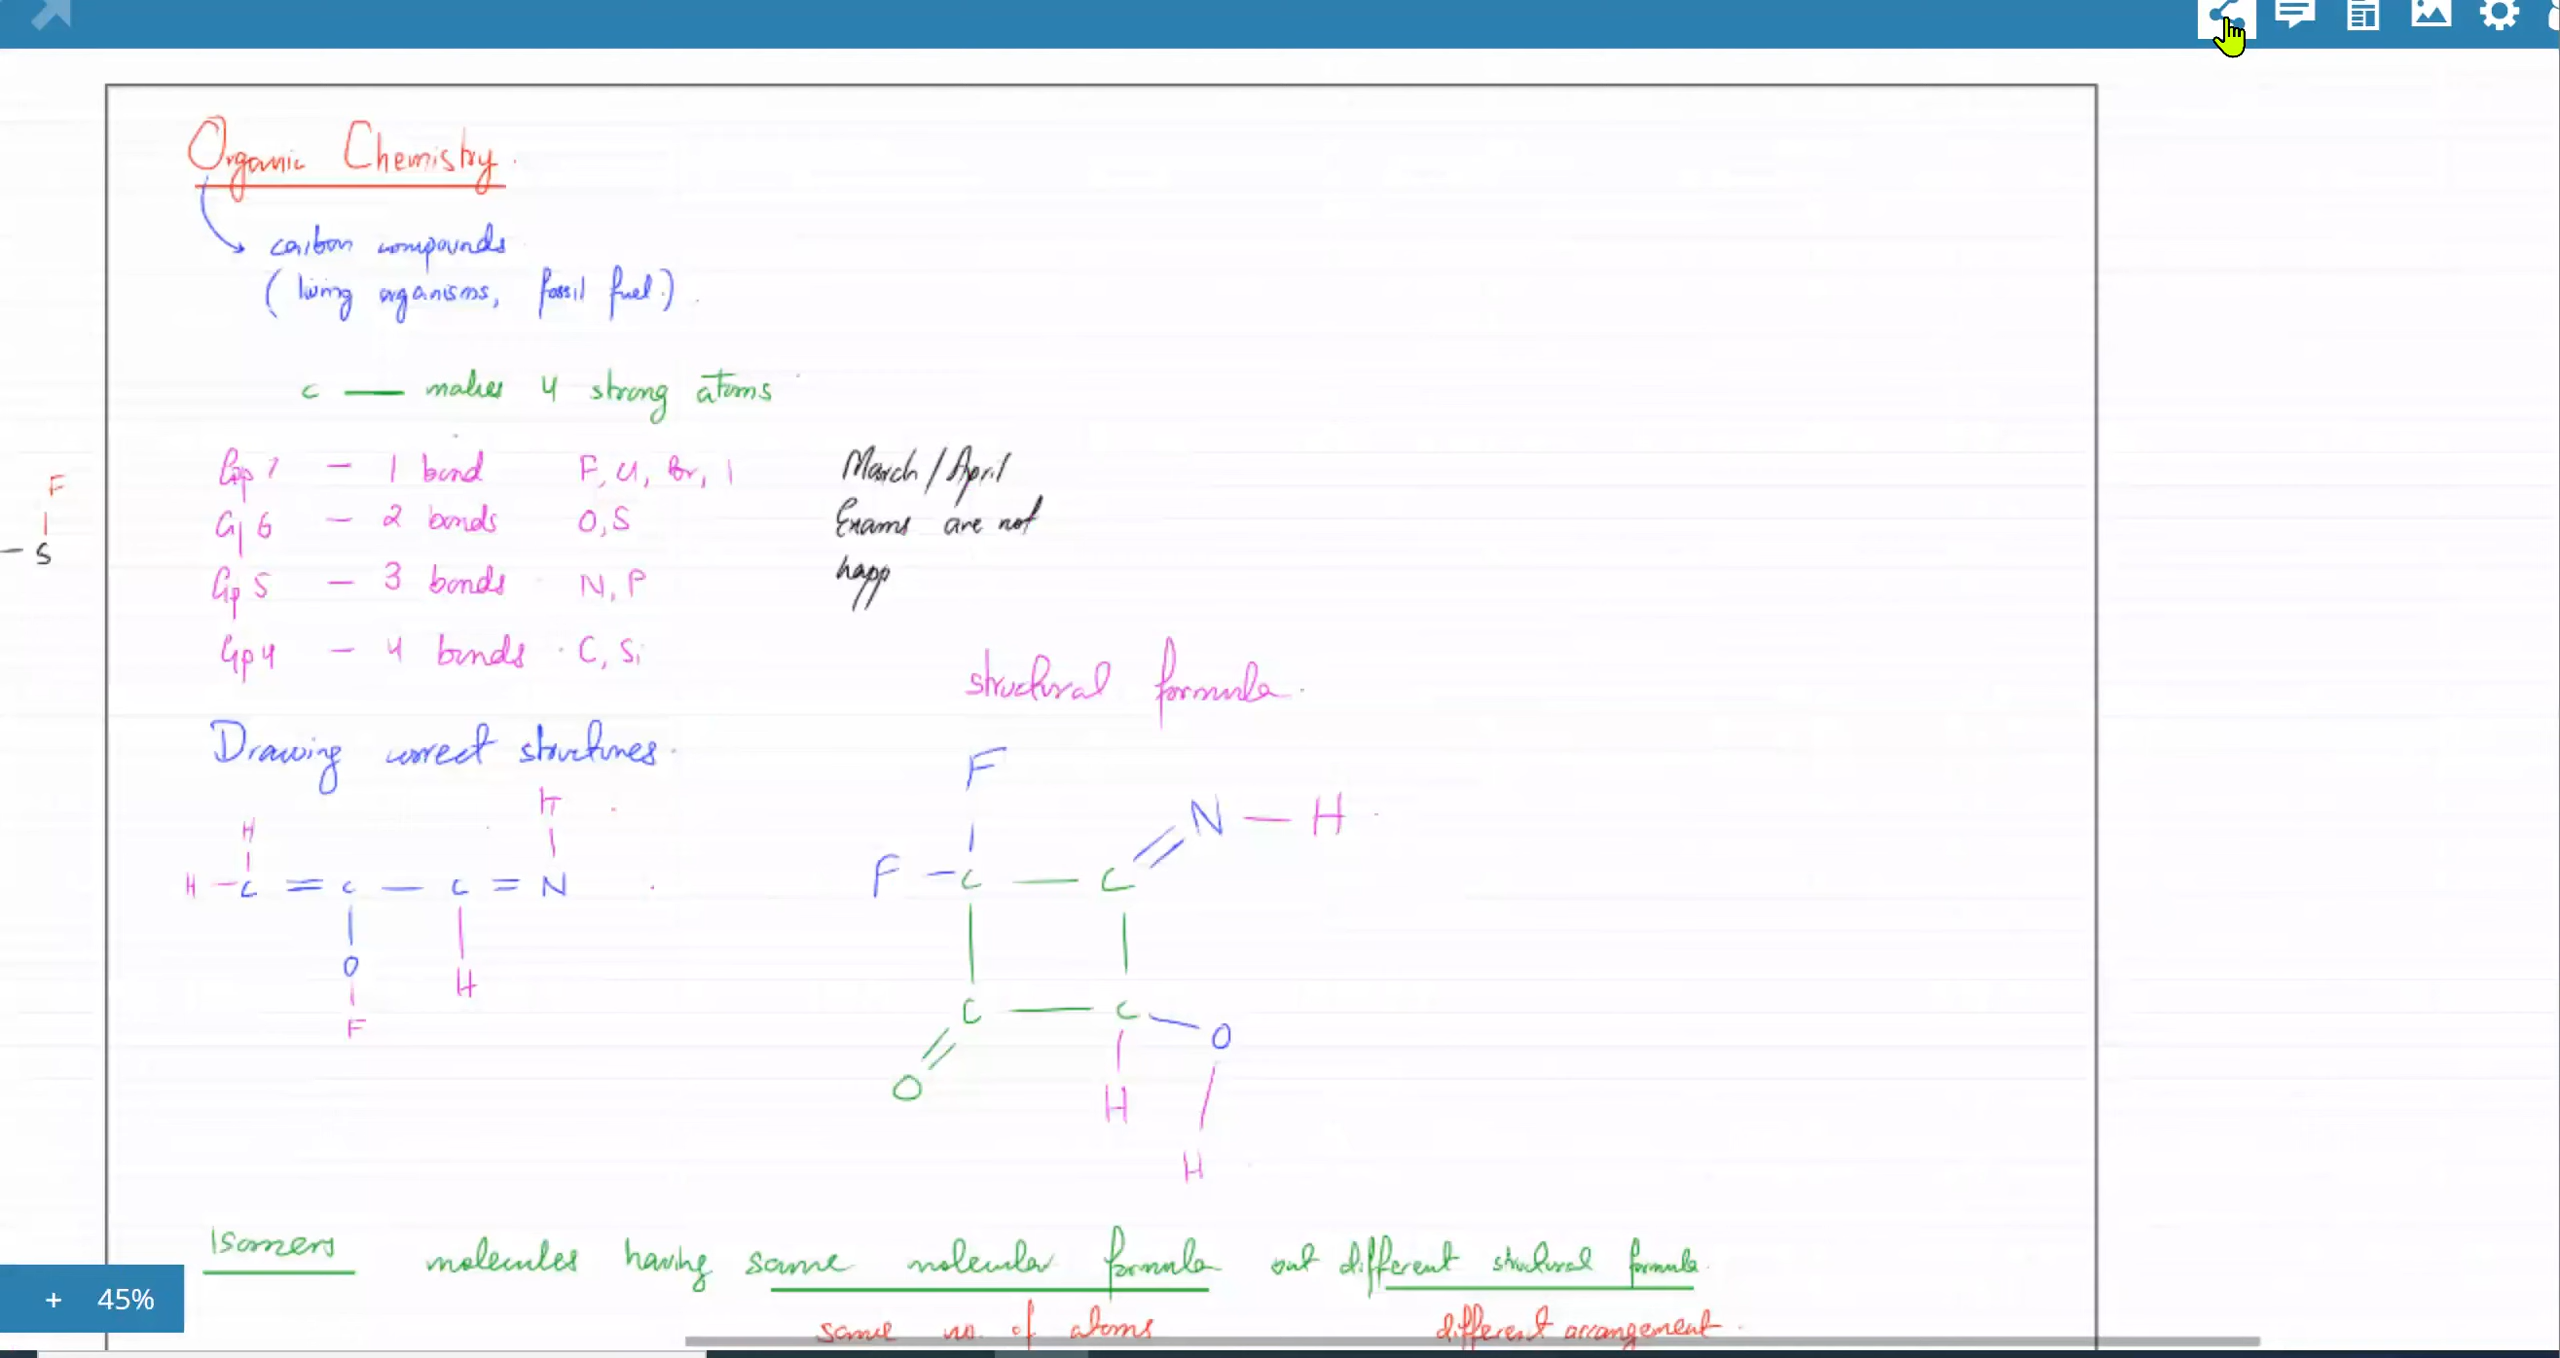 Organic Chemistry.
carbon compounds
(living organisms, fossil fuel).
C — makes 4 strong atoms
Gp 7 — 1 bond F, Cl, Br, I
Gp 6 — 2 bonds O, S
Gp 5 — 3 bonds N, P
Gp 4 — 4 bonds C, Si
March/April
Exams are not
happ
F
|
— S
structural formula.
Drawing correct structures.
H H
| |
H — C = C — C = N
| |
O H
|
F
F
|
F — C — C = N — H
| |
C — C — O
O H
H
Isomers molecules having same molecular formula but different structural formula.
same no. of atoms different arrangement.
+ 45%